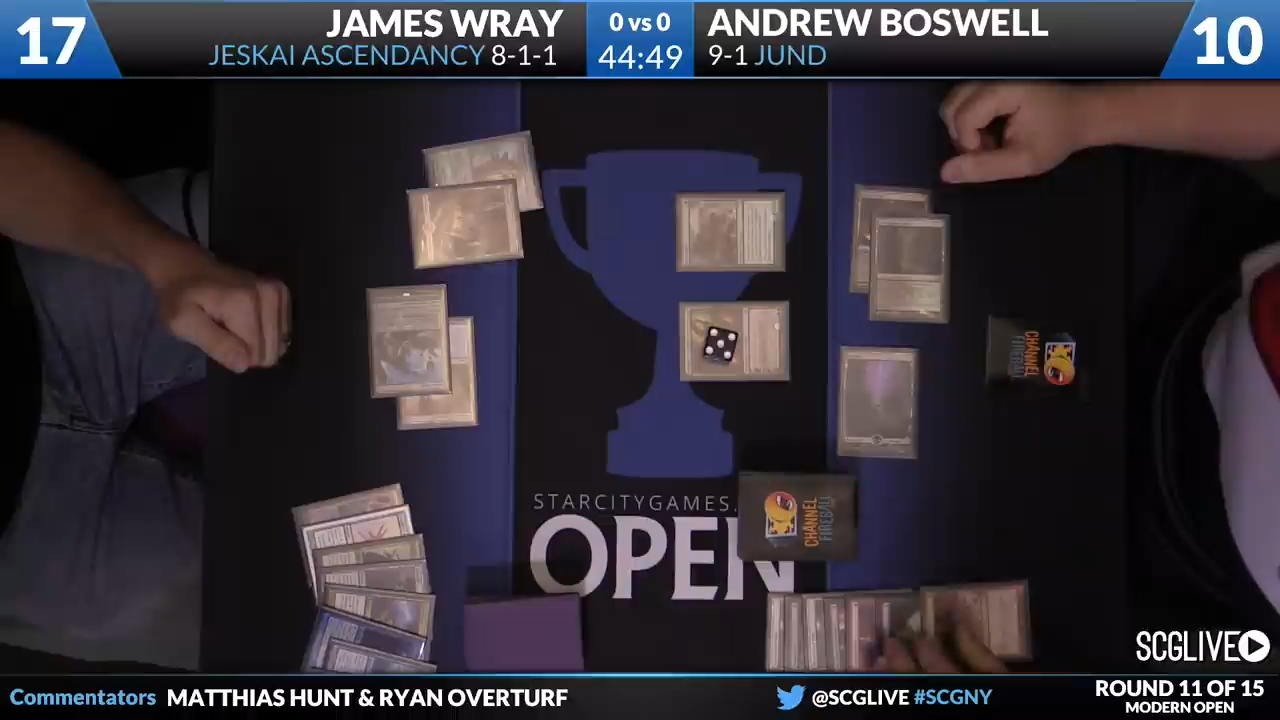 17
JAMES WRAY
JESKAI ASCENDANCY 8-1-1
0 vs 0
44:49
ANDREW BOSWELL
9-1 JUND
10
CHANNEL
FIREBALL
STARCITYGAMES.
OPEN
CHANNEL
FIREBALL
SCGLIVE
Commentators MATTHIAS HUNT & RYAN OVERTURF
@SCGLIVE #SCGNY
ROUND 11 OF 15
MODERN OPEN